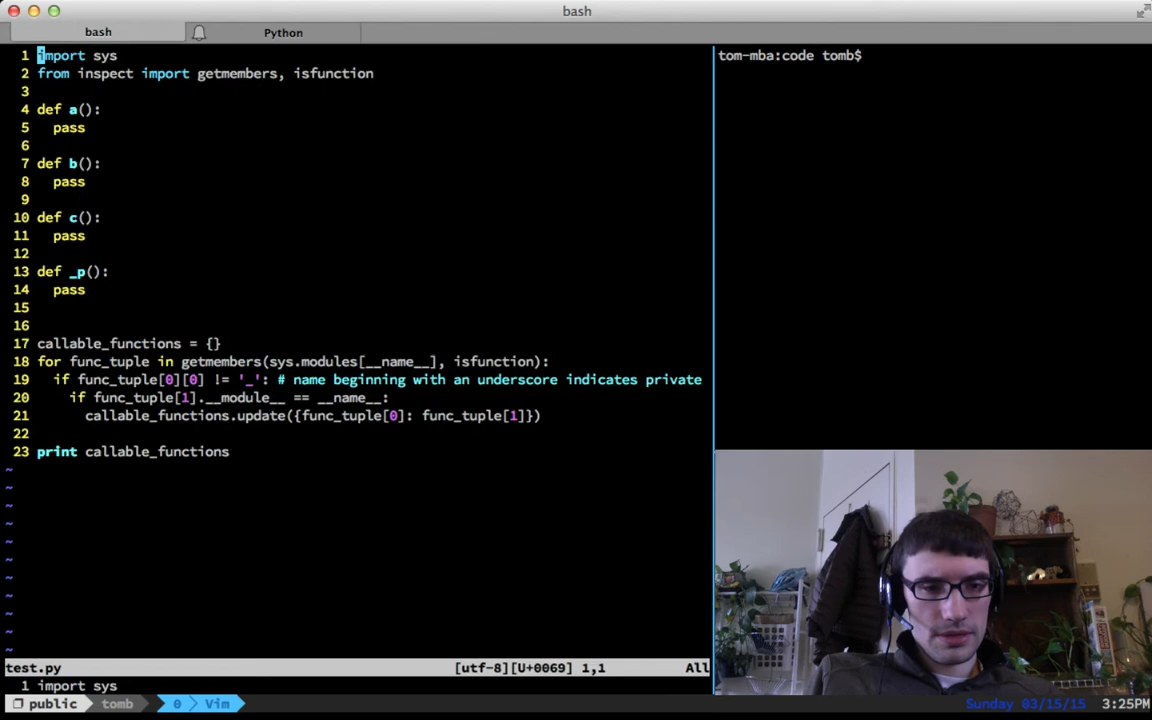 bash
bash
Python
1 import sys
2 from inspect import getmembers, isfunction
3
4 def a():
5   pass
6
7 def b():
8   pass
9
10 def c():
11   pass
12
13 def _p():
14   pass
15
16
17 callable_functions = {}
18 for func_tuple in getmembers(sys.modules[__name__], isfunction):
19   if func_tuple[0][0] != '_': # name beginning with an underscore indicates private
20     if func_tuple[1].__module__ == __name__:
21       callable_functions.update({func_tuple[0]: func_tuple[1]})
22
23 print callable_functions
~
~
~
~
~
~
~
~
~
~
~
test.py [utf-8][U+0069] 1,1 All
1 import sys
tom-mba:code tomb$
public tomb 0 Vim Sunday 03/15/15 3:25PM